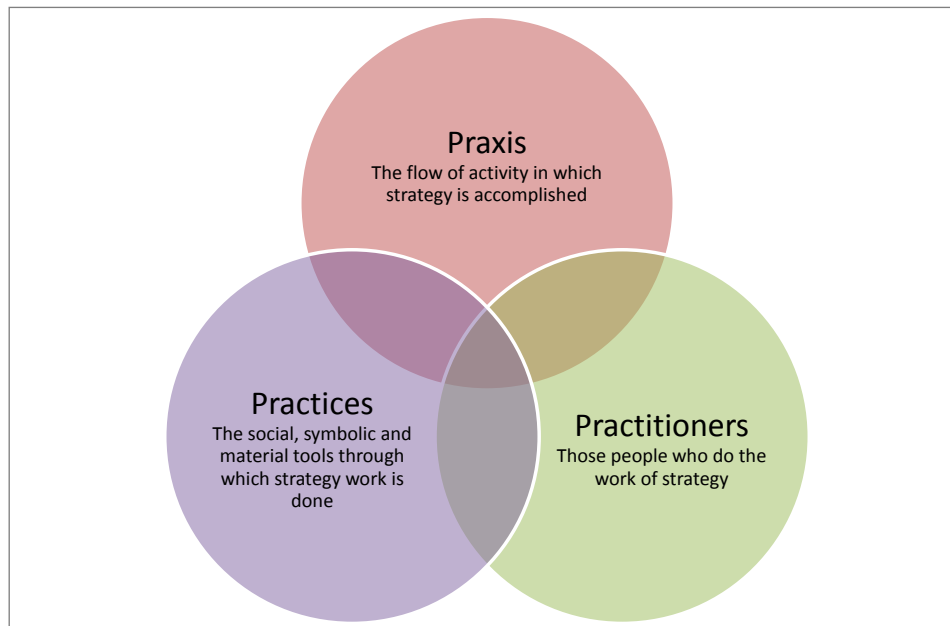 Praxis
The flow of activity in which
strategy is accomplished
Practices
The social, symbolic and
material tools through
which strategy work is
done
Practitioners
Those people who do the
work of strategy